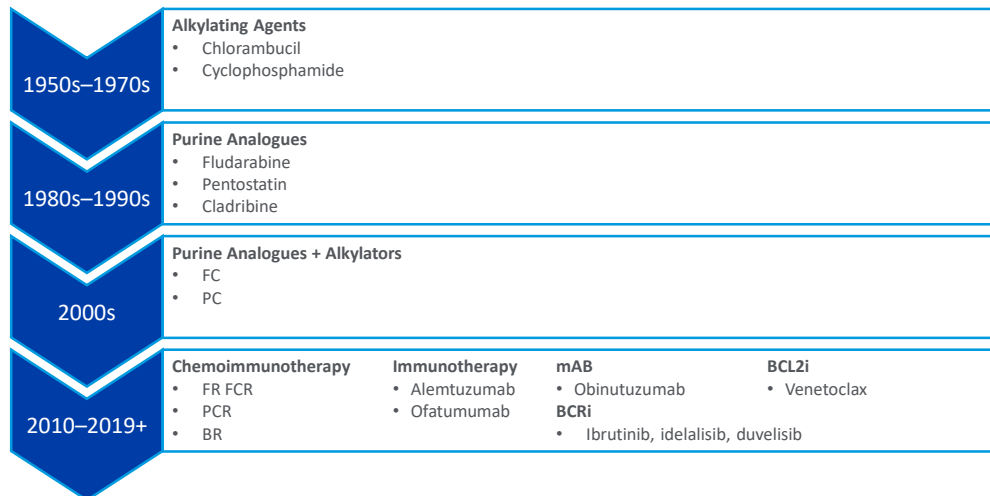 1950s–1970s
Alkylating Agents
• Chlorambucil
• Cyclophosphamide
1980s–1990s
Purine Analogues
• Fludarabine
• Pentostatin
• Cladribine
2000s
Purine Analogues + Alkylators
• FC
• PC
2010–2019+
Chemoimmunotherapy
• FR FCR
• PCR
• BR
Immunotherapy
• Alemtuzumab
• Ofatumumab
mAB
• Obinutuzumab
BCRi
• Ibrutinib, idelalisib, duvelisib
BCL2i
• Venetoclax